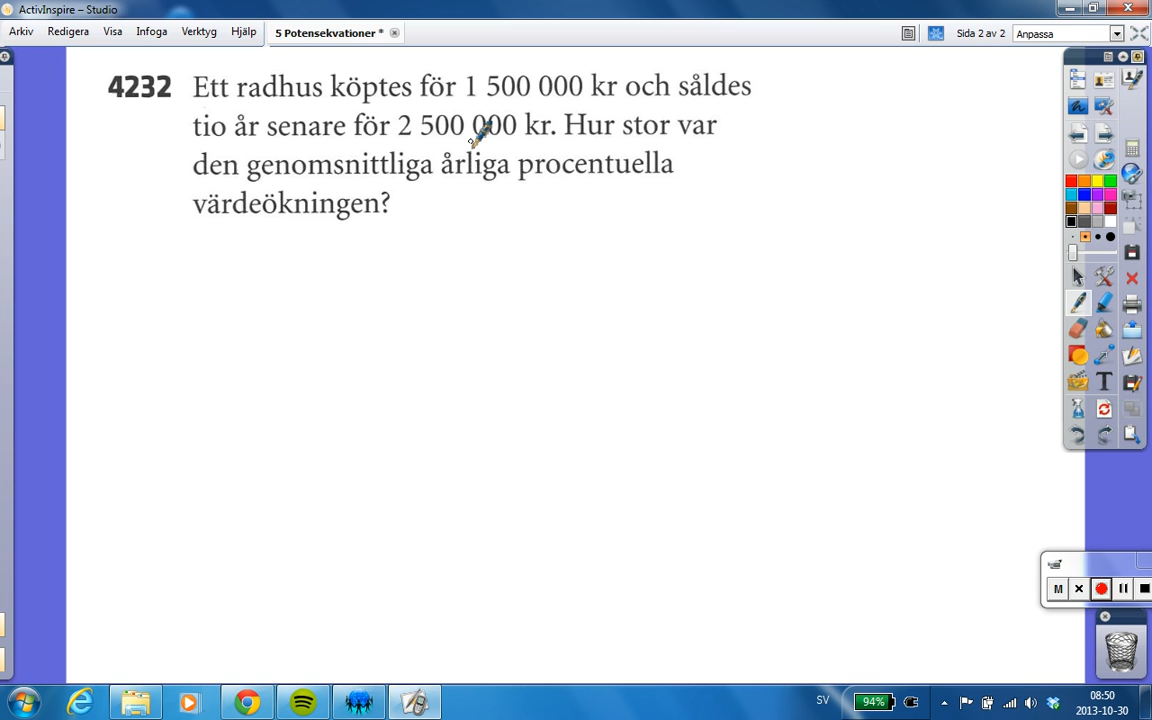 ActivInspire – Studio
Arkiv Redigera Visa Infoga Verktyg Hjälp 5 Potensekvationer * Sida 2 av 2 Anpassa
4232 Ett radhus köptes för 1 500 000 kr och såldes
tio år senare för 2 500 000 kr. Hur stor var
den genomsnittliga årliga procentuella
värdeökningen?
T
M
SV 94% 08:50
2013-10-30